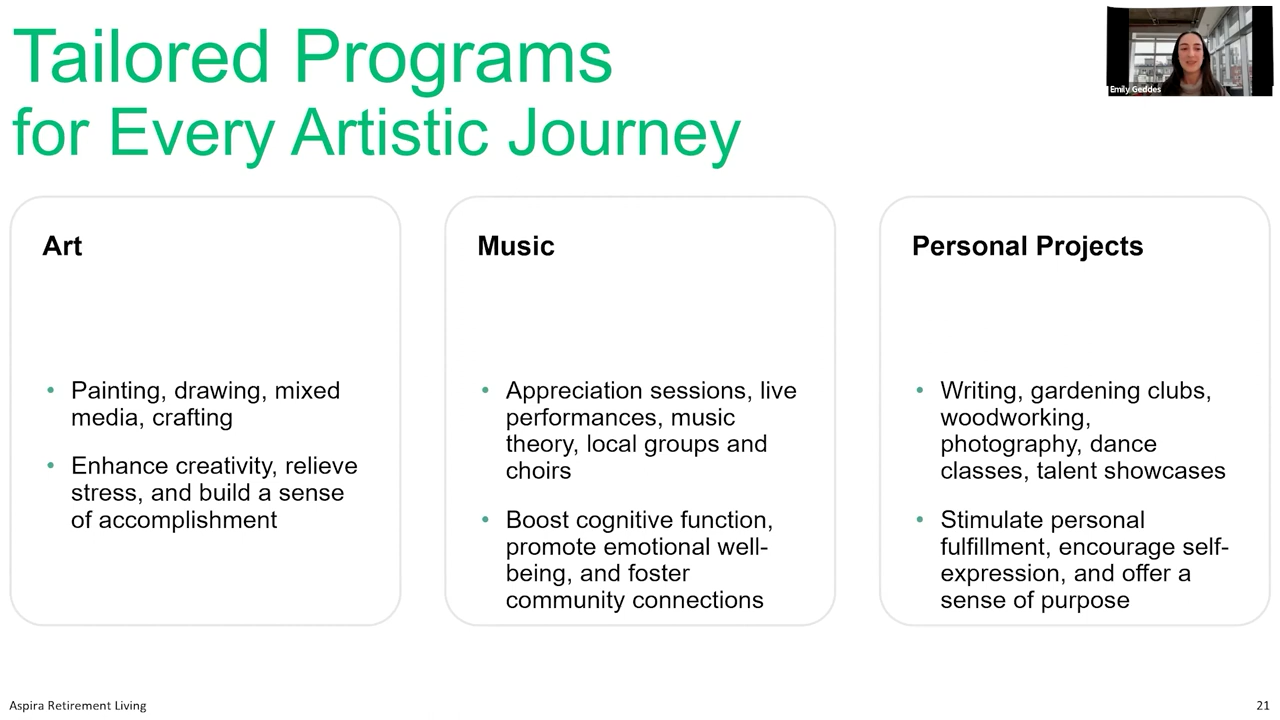 Tailored Programs
for Every Artistic Journey
Emily Geddes
Art
• Painting, drawing, mixed
media, crafting
• Enhance creativity, relieve
stress, and build a sense
of accomplishment
Music
• Appreciation sessions, live
performances, music
theory, local groups and
choirs
• Boost cognitive function,
promote emotional well-
being, and foster
community connections
Personal Projects
• Writing, gardening clubs,
woodworking,
photography, dance
classes, talent showcases
• Stimulate personal
fulfillment, encourage self-
expression, and offer a
sense of purpose
Aspira Retirement Living
21